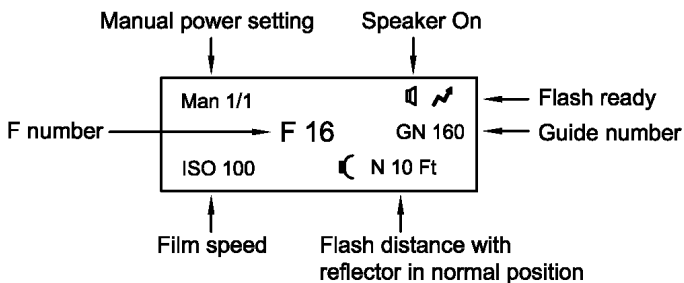 Manual power setting
Speaker On
Man 1/1
Flash ready
F number
F 16
GN 160
Guide number
ISO 100
N 10 Ft
Film speed
Flash distance with
reflector in normal position